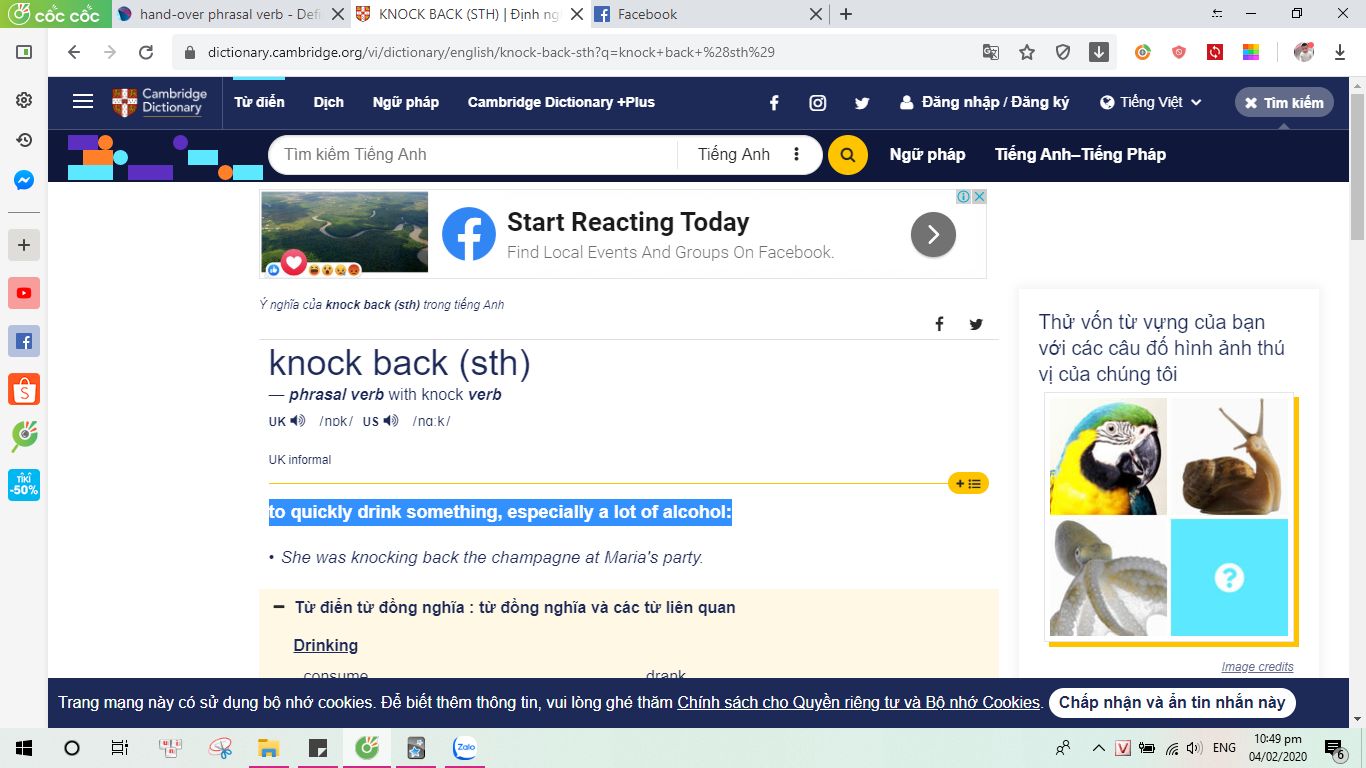 cốc cốc
hand-over phrasal verb - Defi
KNOCK BACK (STH) | Định ng
Facebook
dictionary.cambridge.org/vi/dictionary/english/knock-back-sth?q=knock+back+%28sth%29
Cambridge Dictionary
Từ điển
Dịch
Ngữ pháp
Cambridge Dictionary +Plus
Đăng nhập / Đăng ký
Tiếng Việt
Tìm kiếm
Tìm kiếm Tiếng Anh
Tiếng Anh
Ngữ pháp
Tiếng Anh–Tiếng Pháp
Start Reacting Today
Find Local Events And Groups On Facebook.
Ý nghĩa của knock back (sth) trong tiếng Anh
knock back (sth)
— phrasal verb with knock verb
UK /nɒk/ US /nɑːk/
UK informal
to quickly drink something, especially a lot of alcohol:
• She was knocking back the champagne at Maria's party.
Từ điển từ đồng nghĩa : từ đồng nghĩa và các từ liên quan
Drinking
consume
drank
Thử vốn từ vựng của bạn
với các câu đố hình ảnh thú
vị của chúng tôi
?
Image credits
TIKI
-50%
Trang mạng này có sử dụng bộ nhớ cookies. Để biết thêm thông tin, vui lòng ghé thăm Chính sách cho Quyền riêng tư và Bộ nhớ Cookies.
Chấp nhận và ẩn tin nhắn này
Zalo
V
ENG
10:49 pm
04/02/2020
6